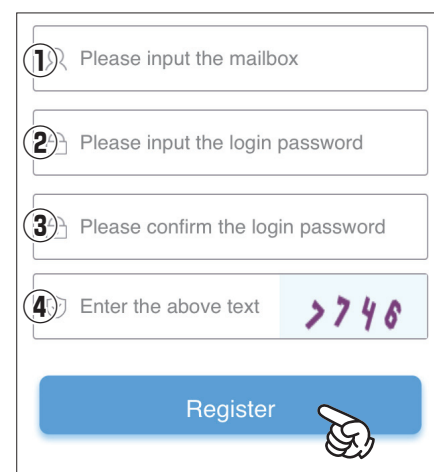 ① Please input the mailbox
② Please input the login password
③ Please confirm the login password
④ Enter the above text 7746
Register